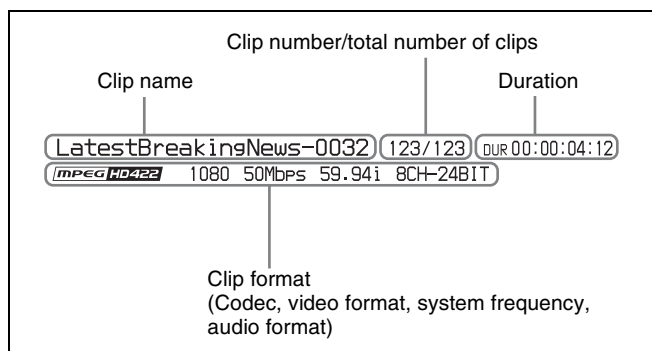 Clip number/total number of clips
Clip name
Duration
LatestBreakingNews-0032 123/123 DUR 00:00:04:12
MPEG HD422 1080 50Mbps 59.94i 8CH-24BIT
Clip format
(Codec, video format, system frequency,
audio format)